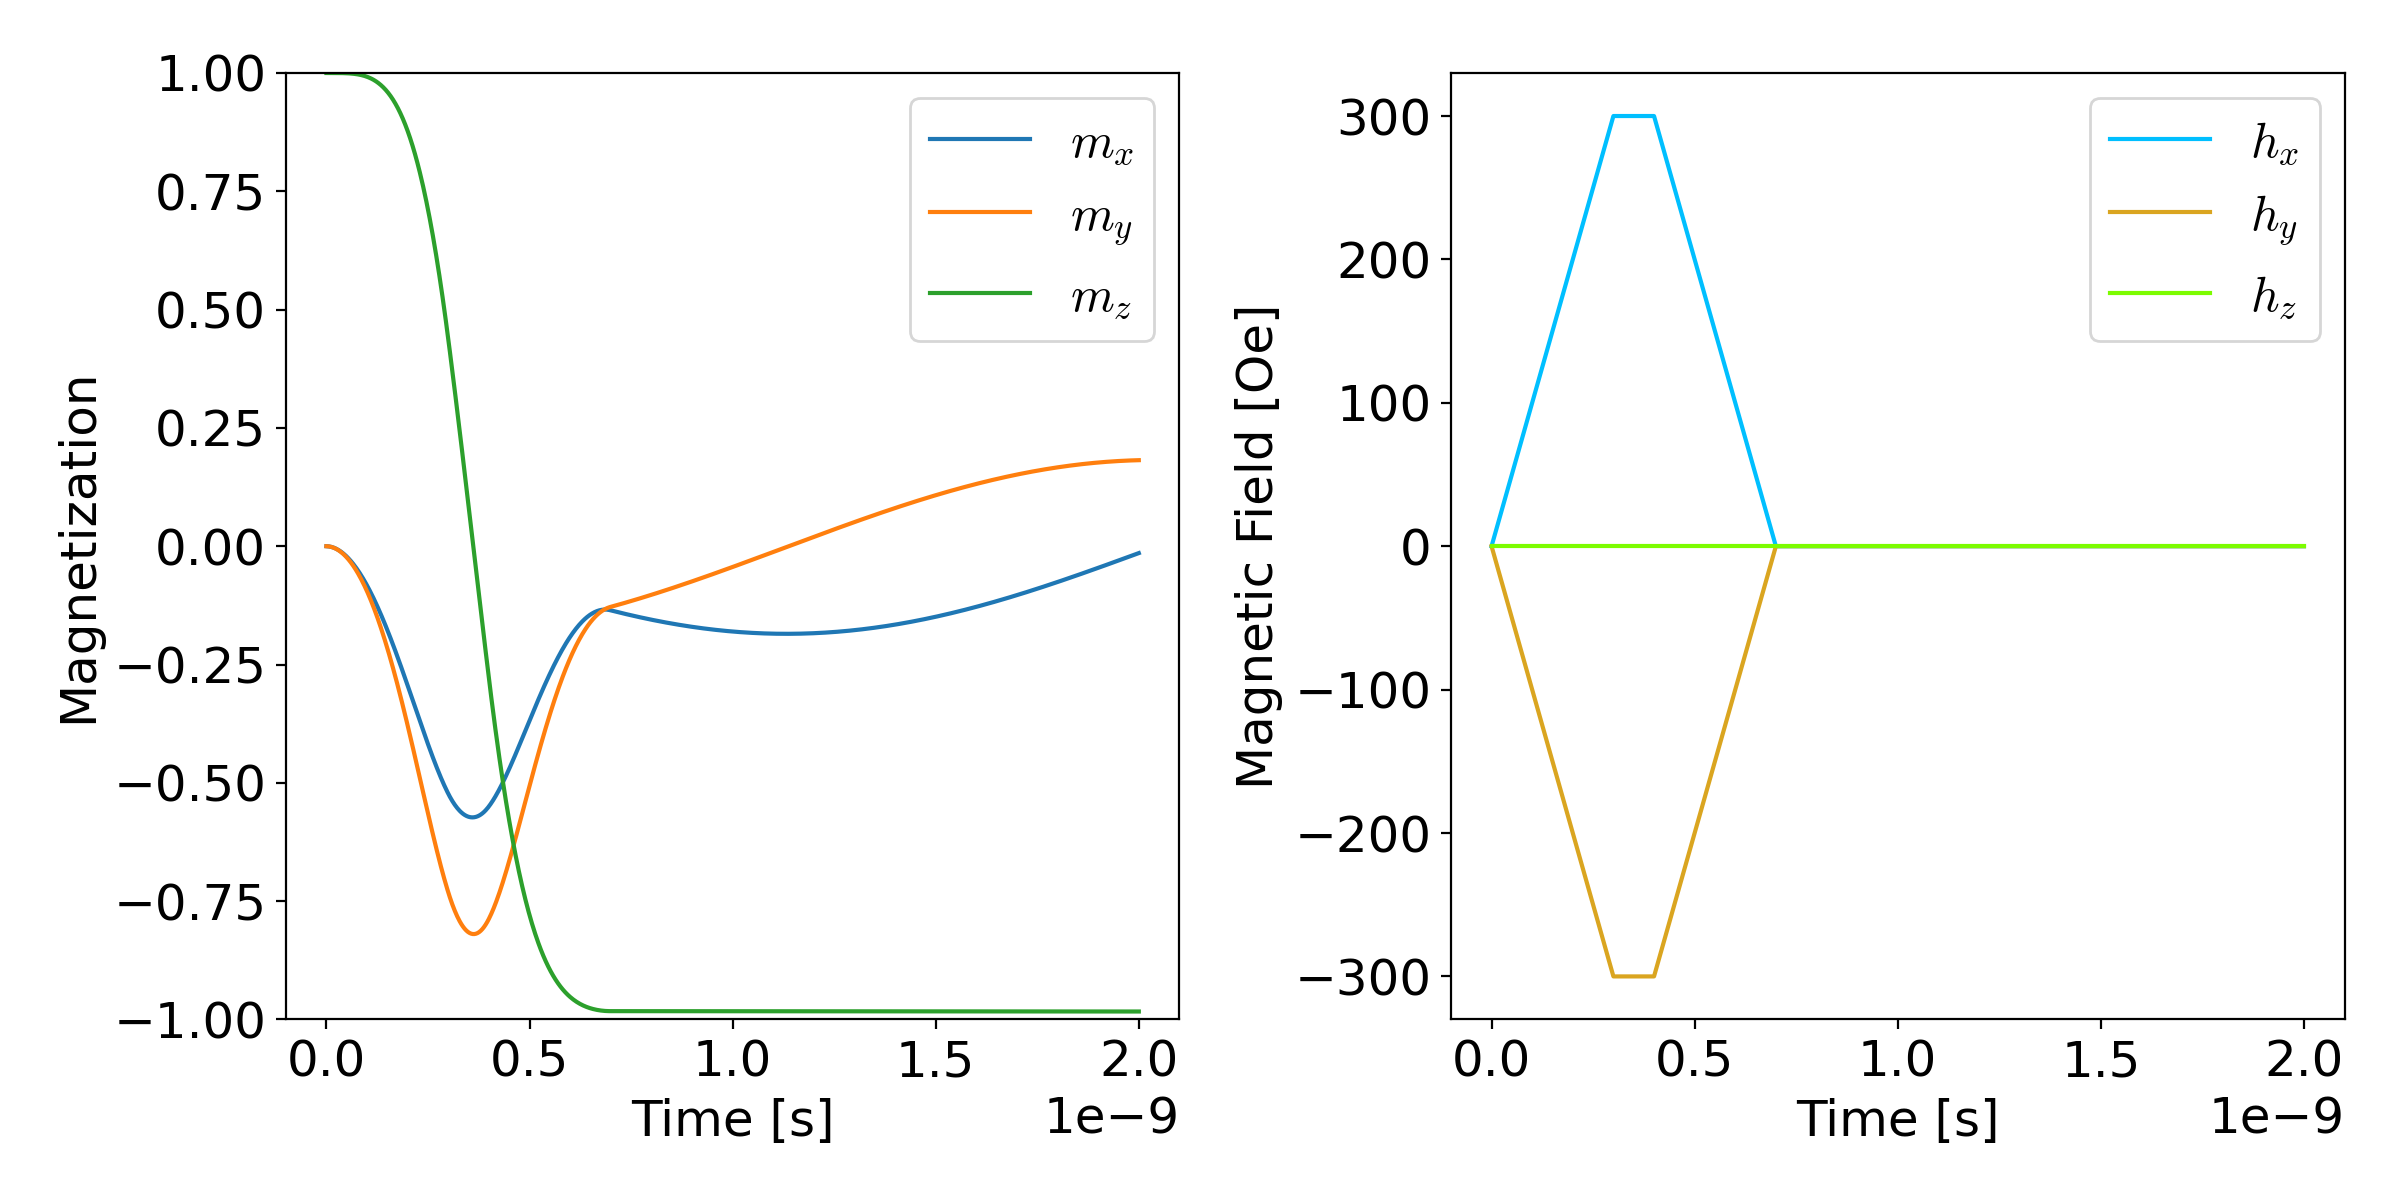 Magnetization
1.00
0.75
0.50
0.25
0.00
−0.25
−0.50
−0.75
−1.00
0.0 0.5 1.0 1.5 2.0
Time [s]
1e−9
m_x
m_y
m_z
Magnetic Field [Oe]
300
200
100
0
−100
−200
−300
0.0 0.5 1.0 1.5 2.0
Time [s]
1e−9
h_x
h_y
h_z